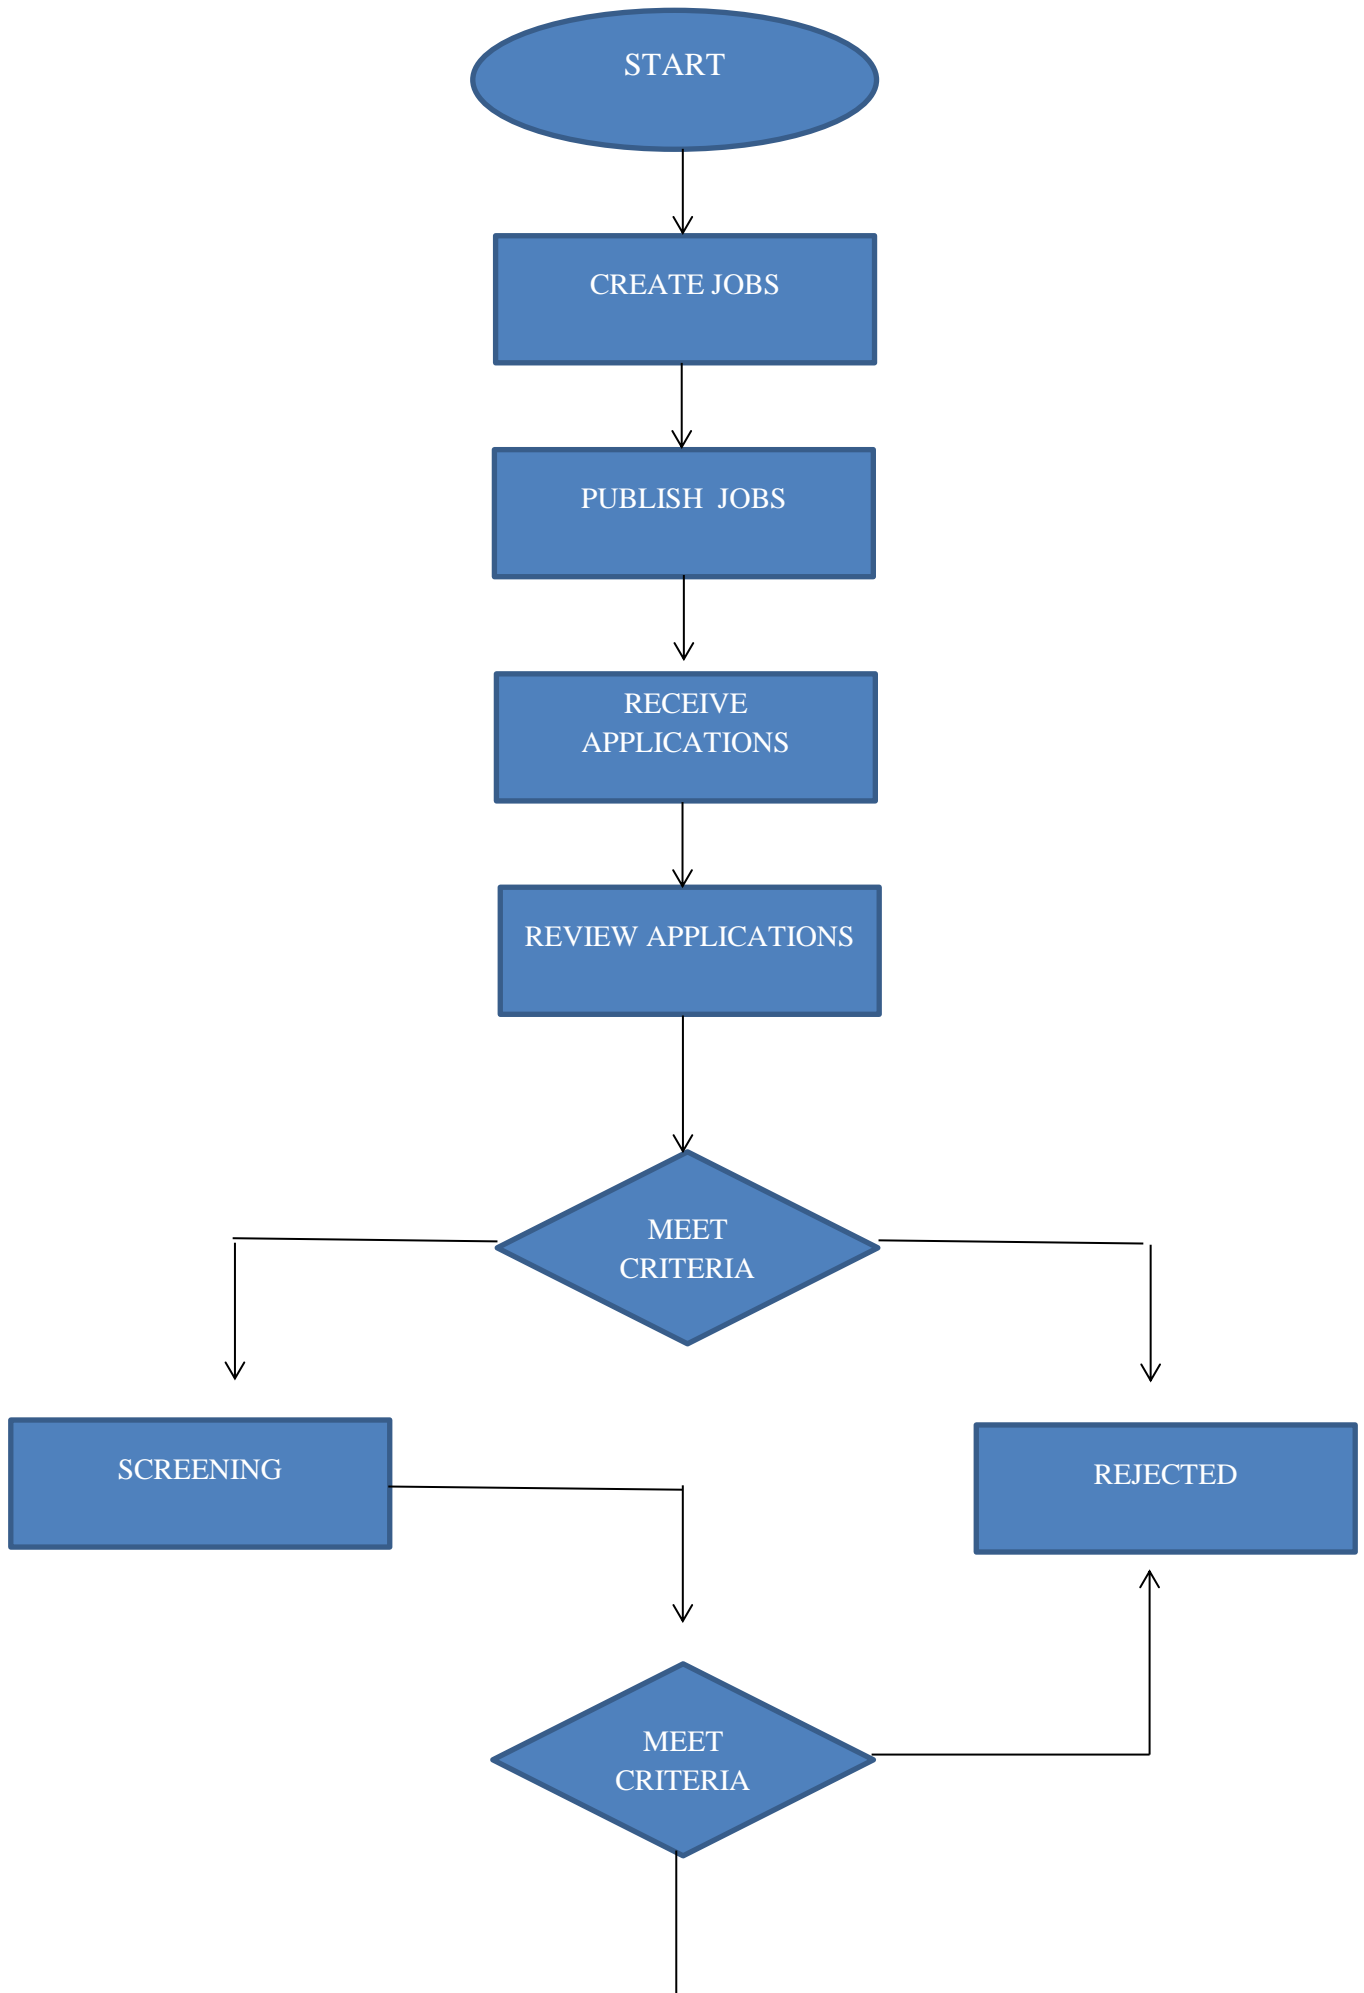 START
CREATE JOBS
PUBLISH  JOBS
RECEIVE
APPLICATIONS
REVIEW APPLICATIONS
MEET
CRITERIA
SCREENING
REJECTED
MEET
CRITERIA